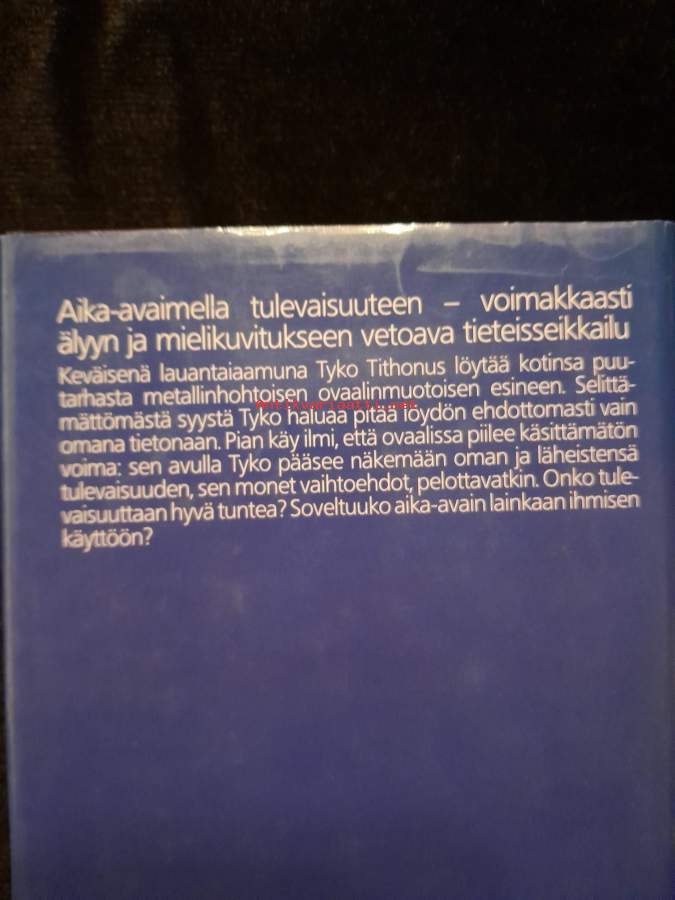 Aika-avaimella tulevaisuuteen – voimakkaasti
älyyn ja mielikuvitukseen vetoava tieteisseikkailu
Keväisenä lauantaiaamuna Tyko Tithonus löytää kotinsa puu-
tarhasta metallinhohtoisen ovaalinmuotoisen esineen. Selittä-
Antikvariaatti.net
mättömästä syystä Tyko haluaa pitää löydön ehdottomasti vain
omana tietonaan. Pian käy ilmi, että ovaalissa piilee käsittämätön
voima: sen avulla Tyko pääsee näkemään oman ja läheistensä
tulevaisuuden, sen monet vaihtoehdot, pelottavatkin. Onko tule-
vaisuuttaan hyvä tuntea? Soveltuuko aika-avain lainkaan ihmisen
käyttöön?